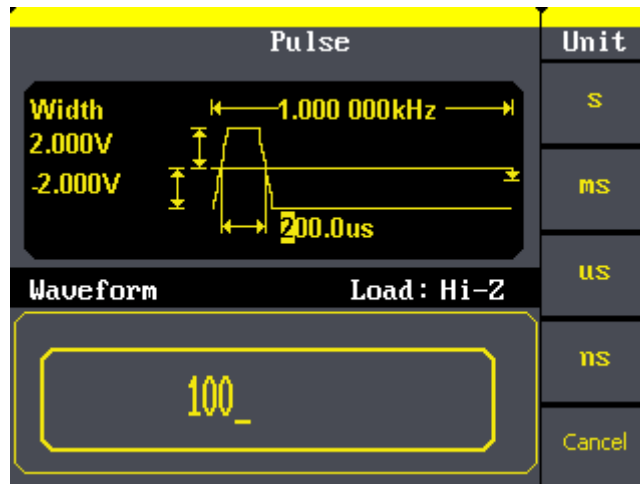 Pulse
Unit
Width
1.000 000kHz
2.000V
-2.000V
200.0us
Waveform
Load: Hi-Z
100_
s
ms
us
ns
Cancel